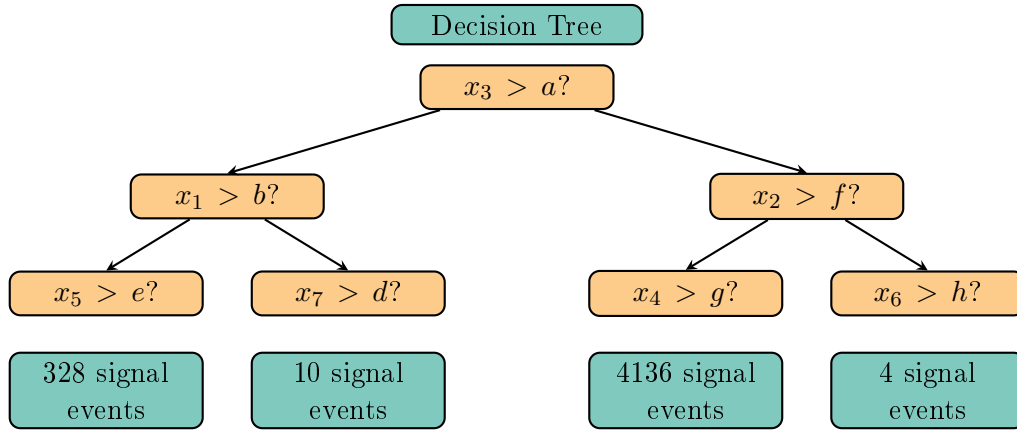 Decision Tree
x₃ > a?
x₁ > b?
x₂ > f?
x₅ > e?
x₇ > d?
x₄ > g?
x₆ > h?
328 signal
events
10 signal
events
4136 signal
events
4 signal
events